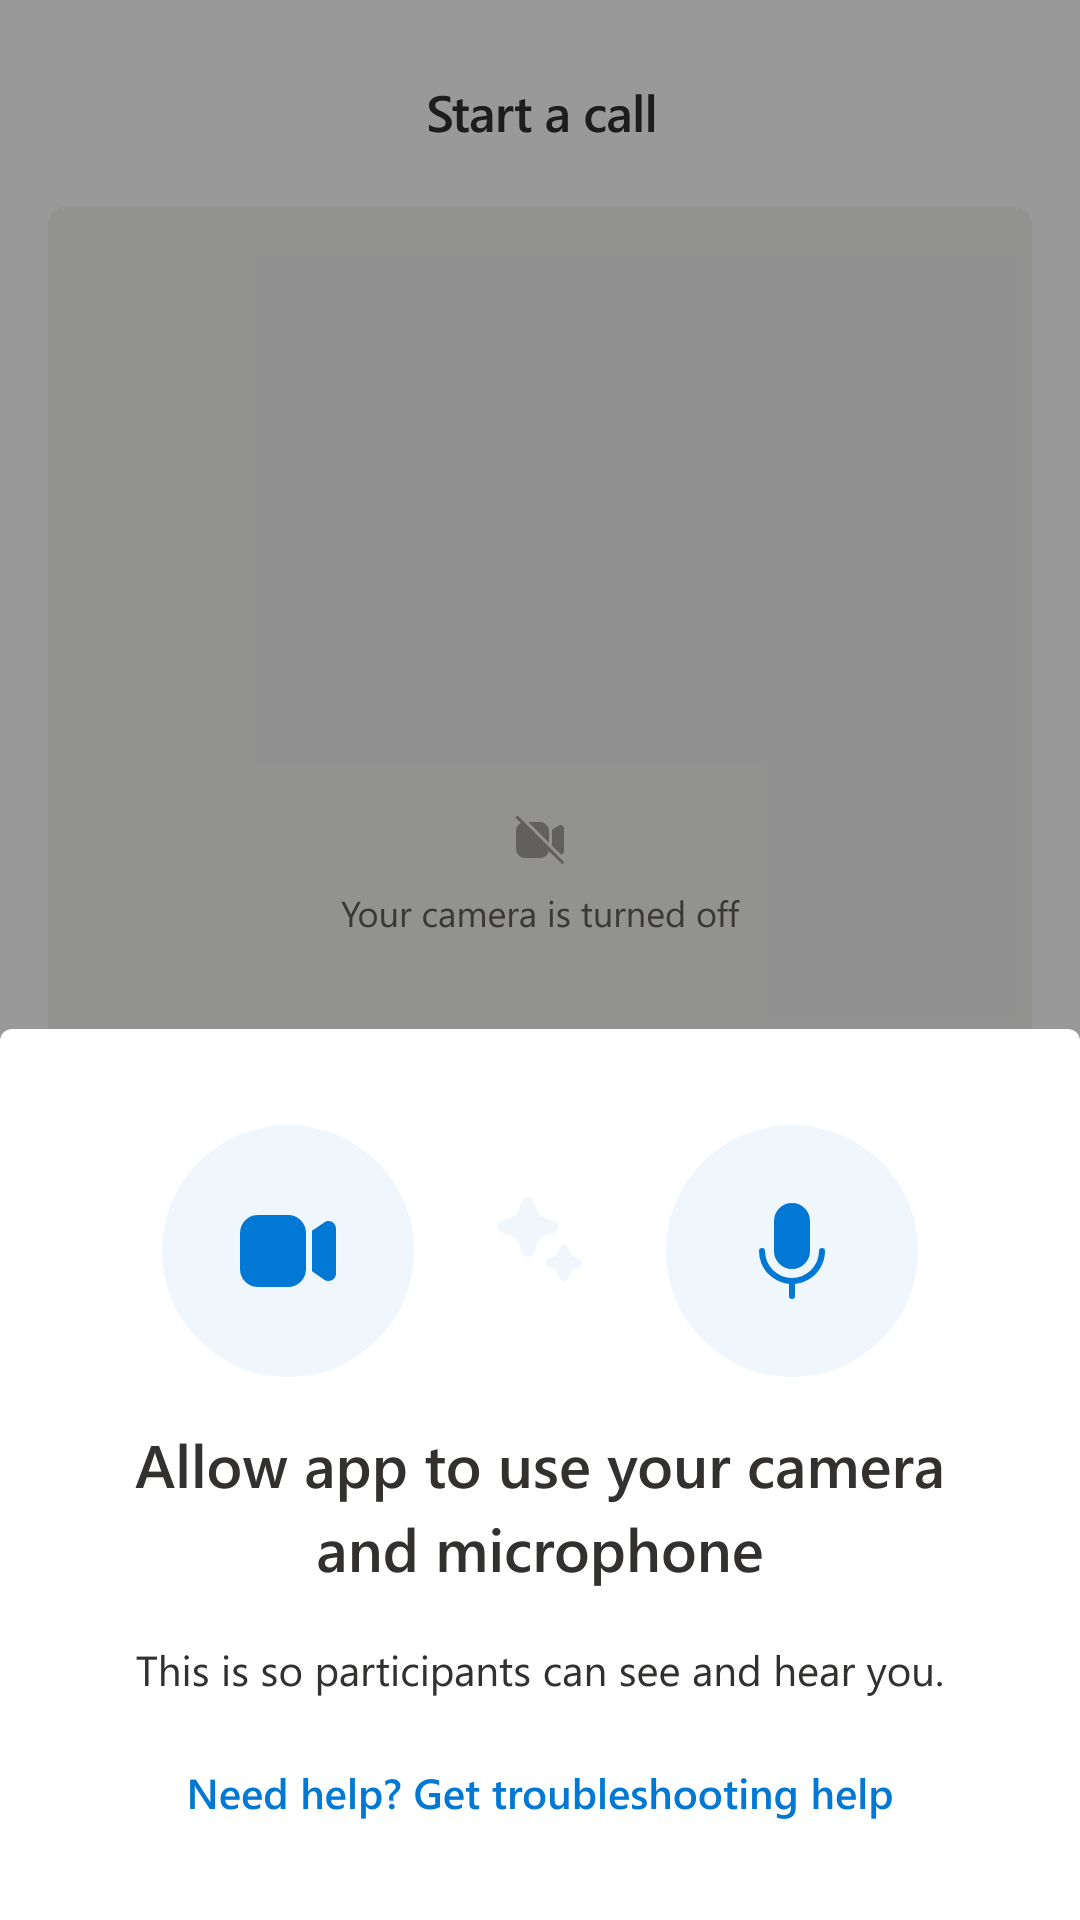 Start a call
Your camera is turned off
Allow app to use your camera
and microphone
This is so participants can see and hear you.
Need help? Get troubleshooting help